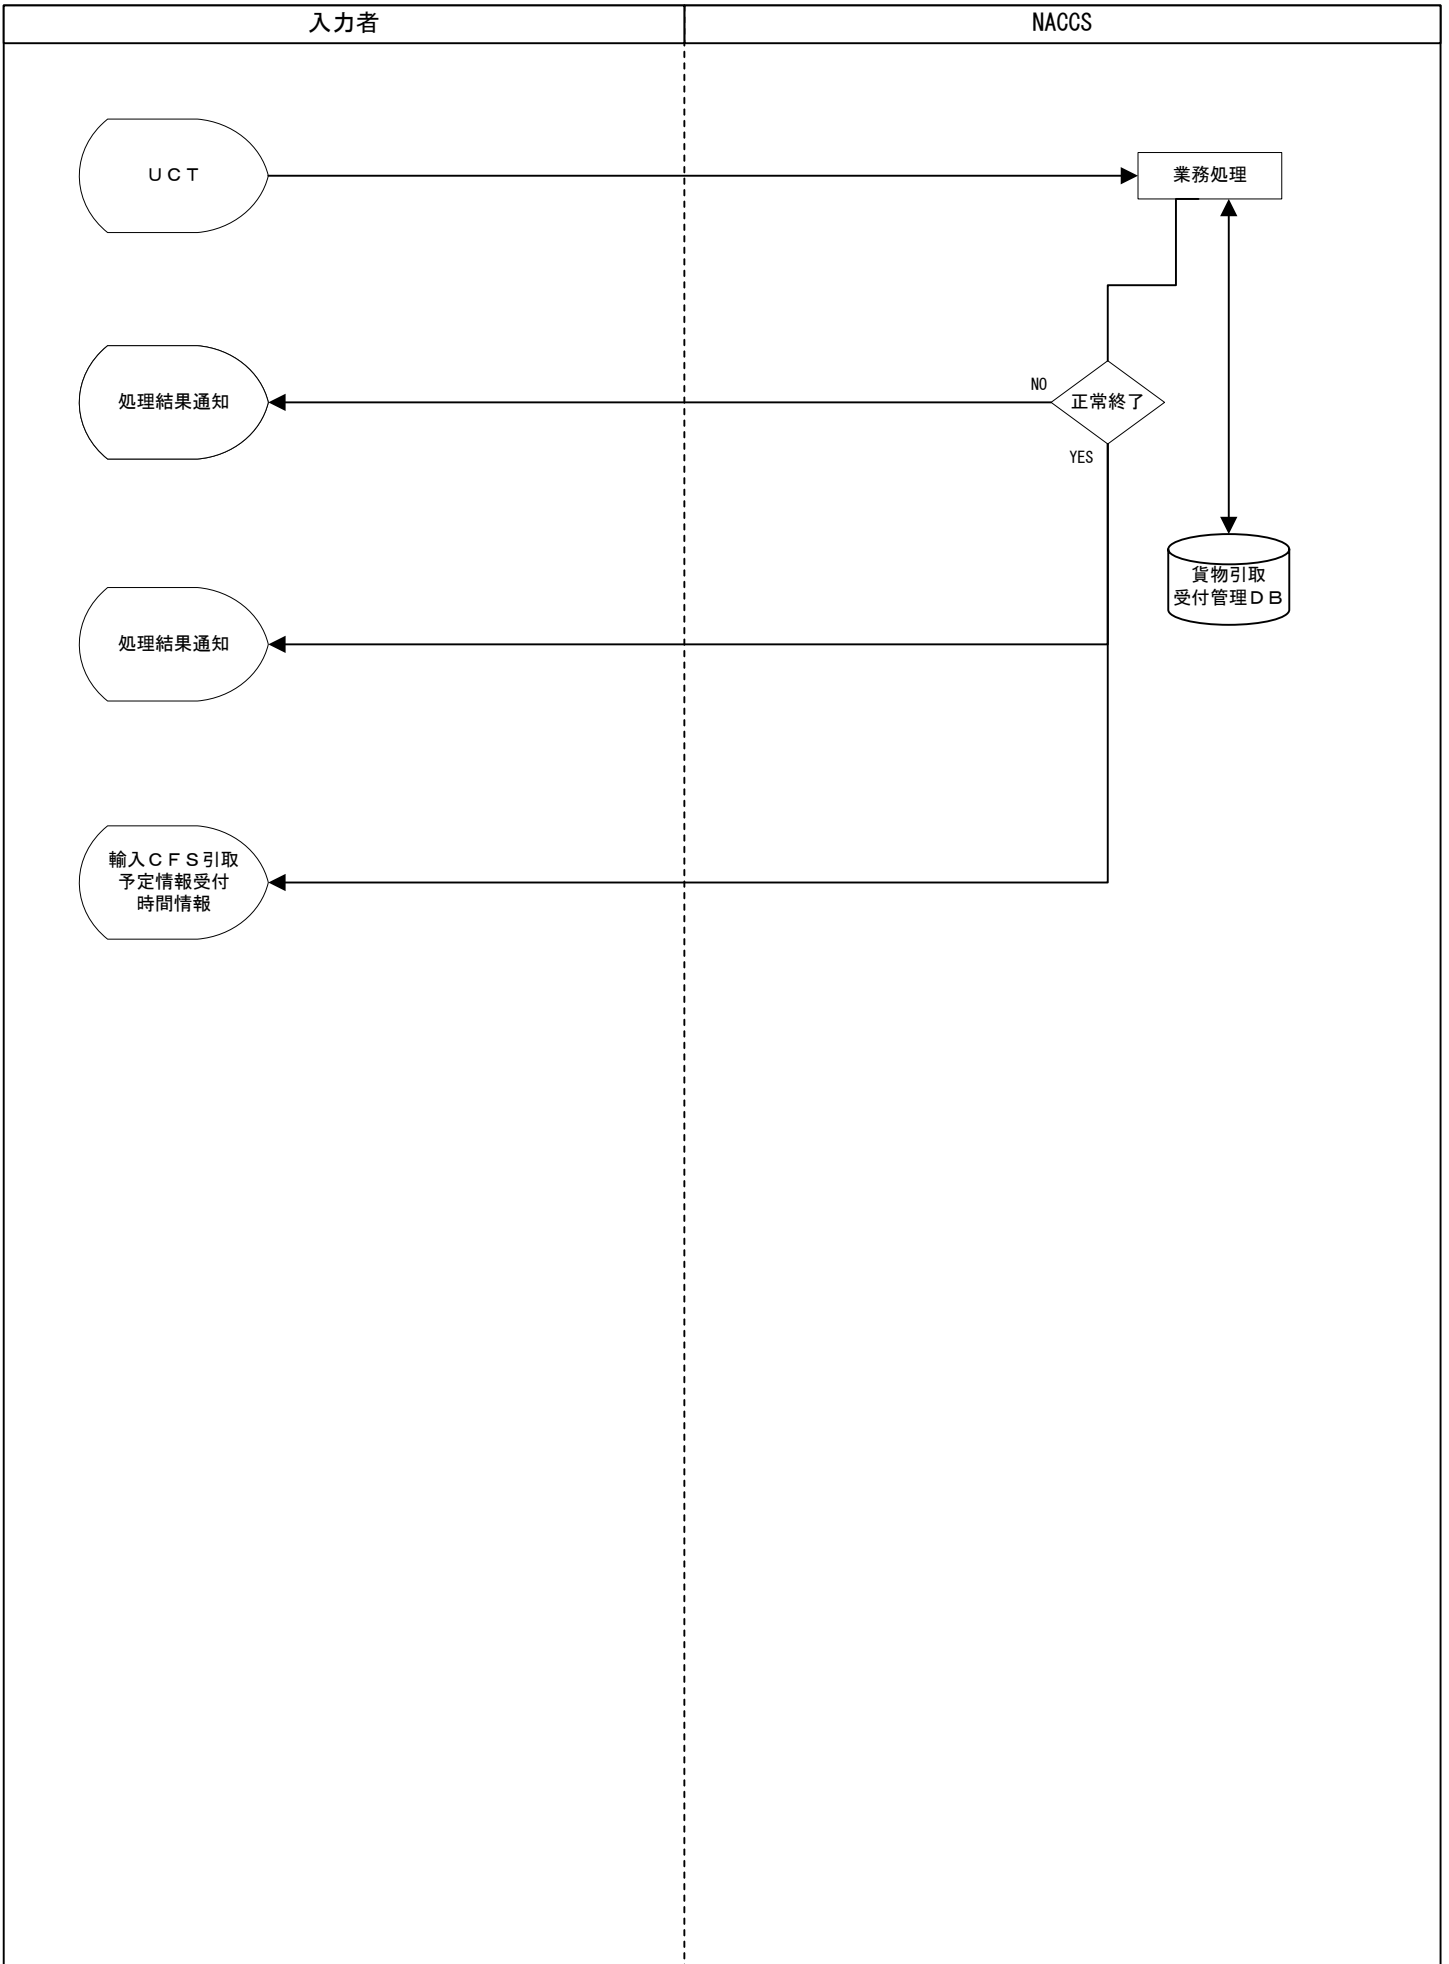 入力者
NACCS
ＵＣＴ
業務処理
処理結果通知
NO
正常終了
YES
貨物引取
受付管理ＤＢ
処理結果通知
輸入ＣＦＳ引取
予定情報受付
時間情報